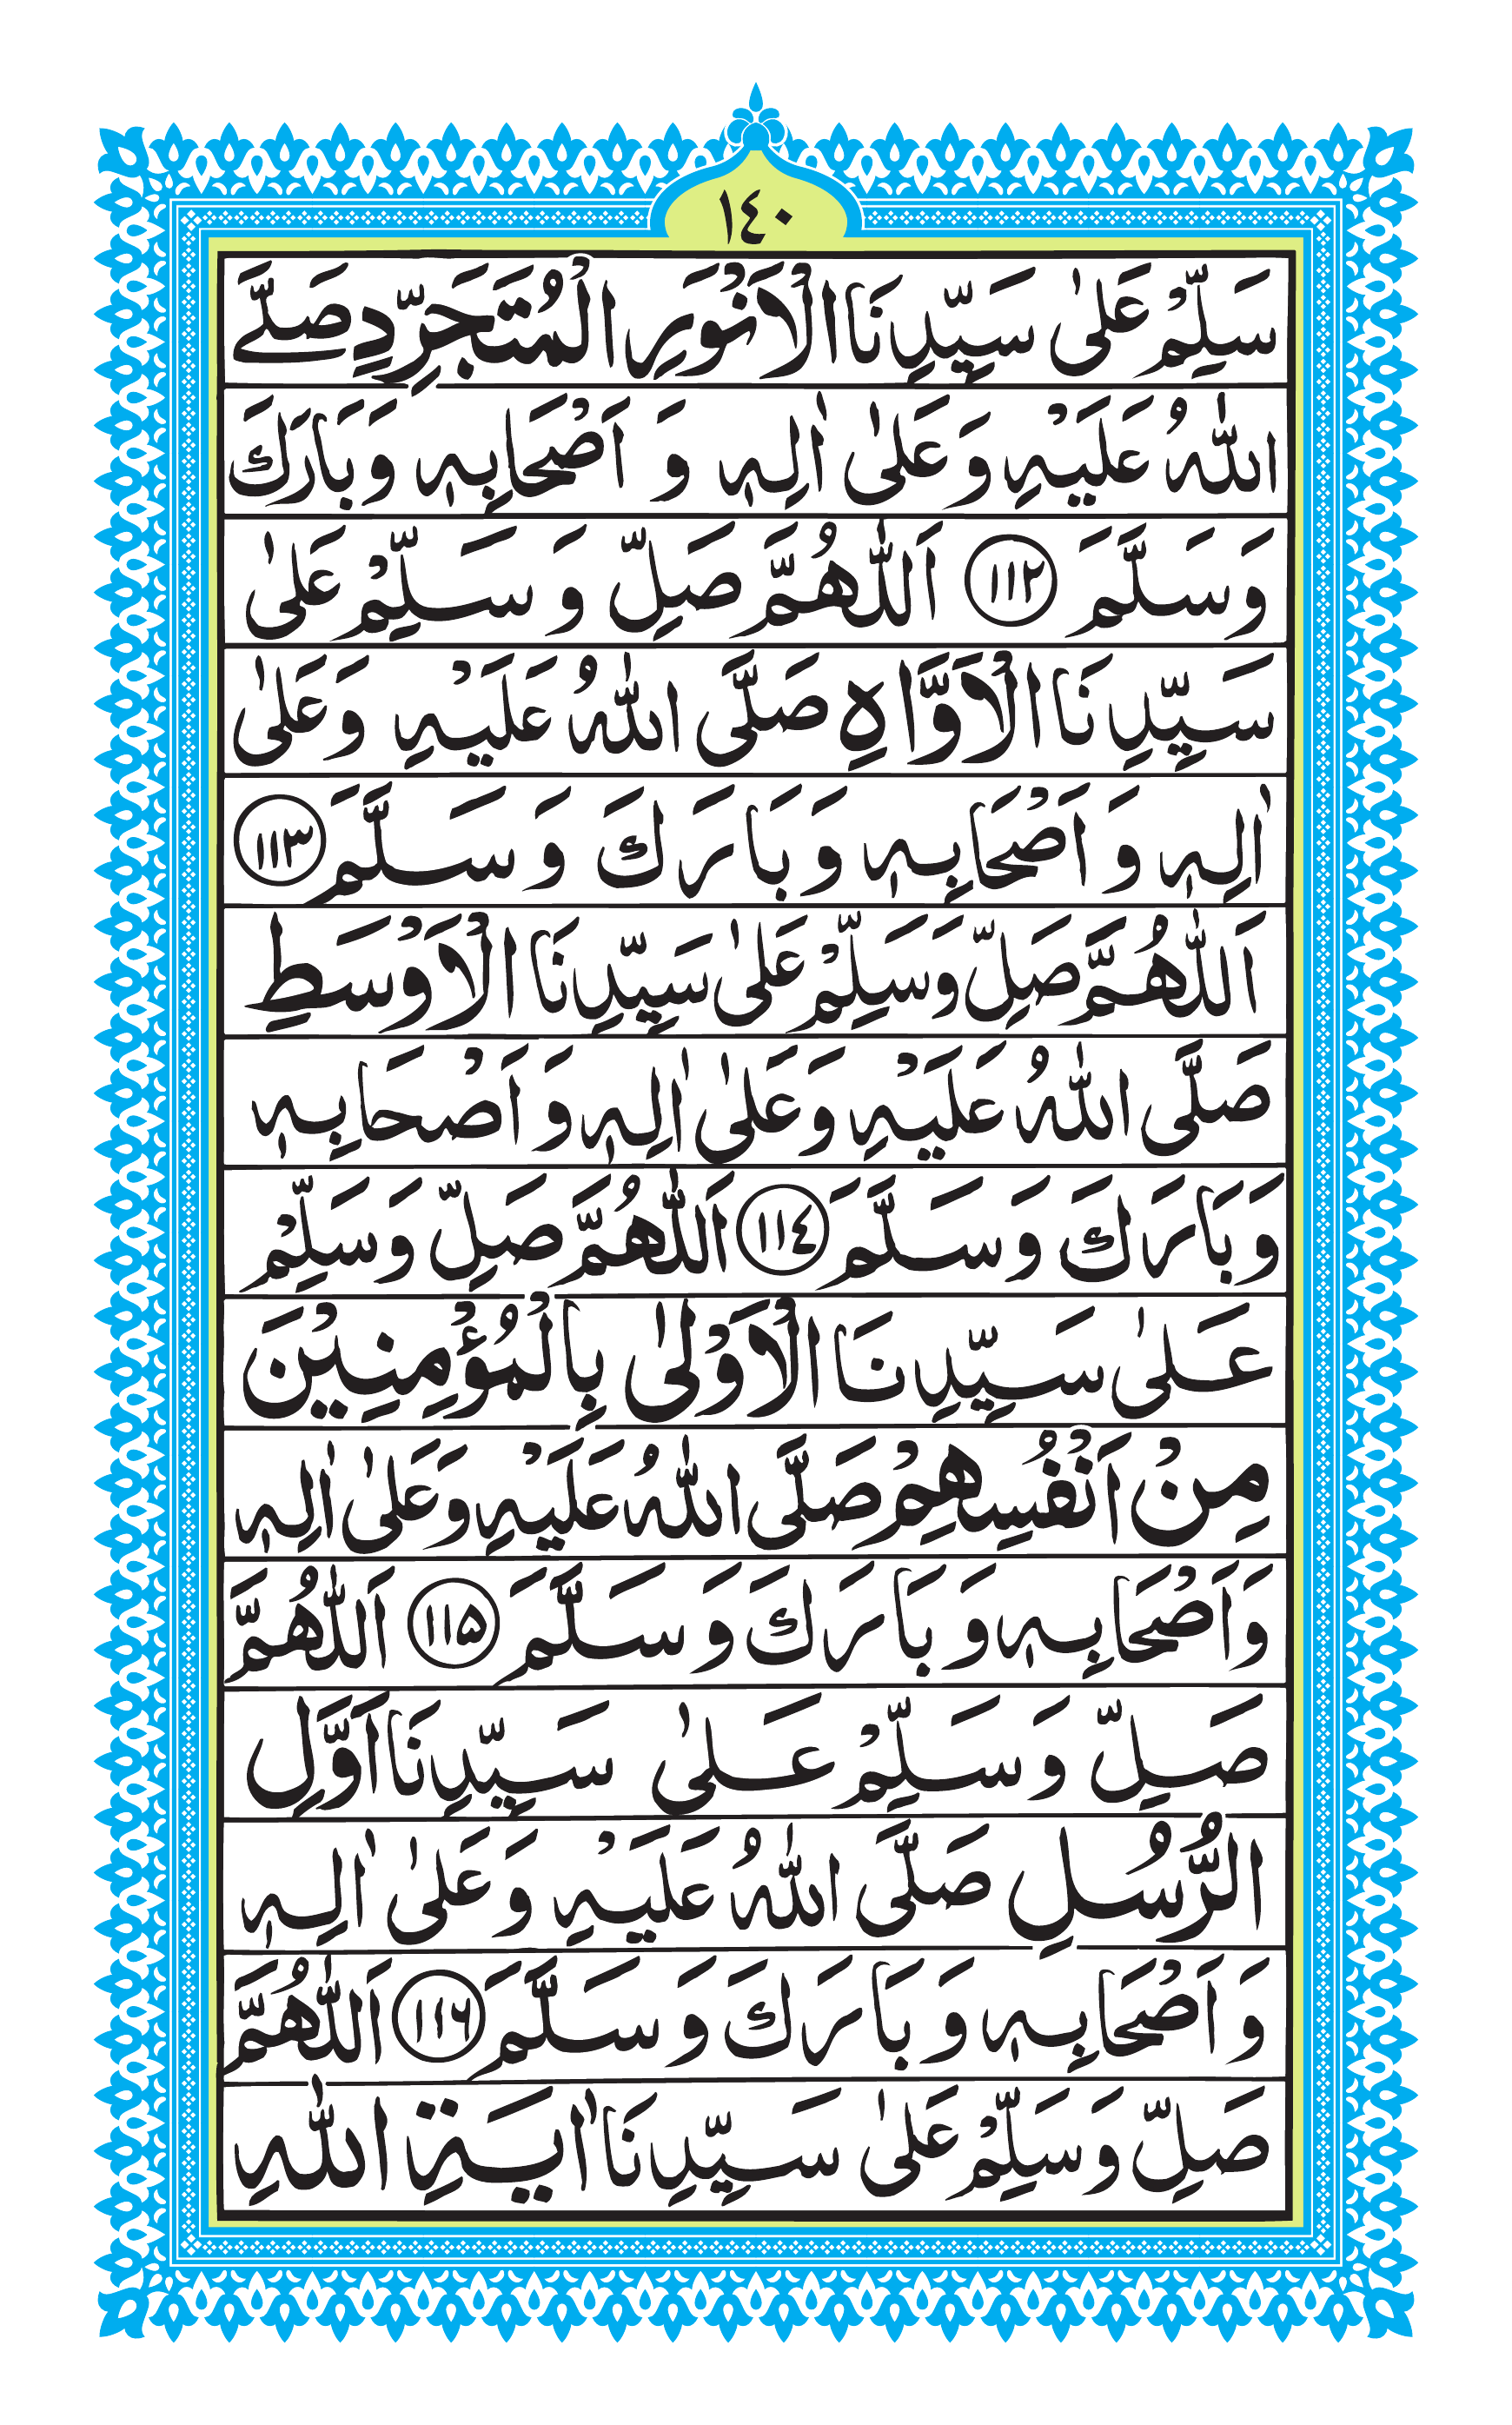 ١٤٠
سَلِّمْ عَلٰى سَيِّدِنَا الْاَنْوَرِ الْمُتَجَرِّدِ صَلَّے
اللّٰهُ عَلَيْهِ وَعَلٰى اٰلِهٖ وَ اَصْحَابِهٖ وَبَارَكَ
وَسَلَّمَ ١١٢ اَللّٰهُمَّ صَلِّ وَ سَلِّمْ عَلٰى
سَيِّدِنَا الْاَوَّاهِ صَلَّى اللّٰهُ عَلَيْهِ وَعَلٰى
اٰلِهٖ وَ اَصْحَابِهٖ وَبَارَكَ وَسَلَّمَ ١١٣
اَللّٰهُمَّ صَلِّ وَسَلِّمْ عَلٰى سَيِّدِنَا الْاَوْسَطِ
صَلَّى اللّٰهُ عَلَيْهِ وَعَلٰى اٰلِهٖ وَ اَصْحَابِهٖ
وَبَارَكَ وَسَلَّمَ ١١٤ اَللّٰهُمَّ صَلِّ وَسَلِّمْ
عَلٰى سَيِّدِنَا الْاَوْلٰى بِالْمُؤْمِنِيْنَ
مِنْ اَنْفُسِهِمْ صَلَّى اللّٰهُ عَلَيْهِ وَعَلٰى اٰلِهٖ
وَاَصْحَابِهٖ وَبَارَكَ وَسَلَّمَ ١١۵ اَللّٰهُمَّ
صَلِّ وَسَلِّمْ عَلٰى سَيِّدِنَا اَوَّلِ
الرُّسُلِ صَلَّى اللّٰهُ عَلَيْهِ وَعَلٰى اٰلِهٖ
وَ اَصْحَابِهٖ وَبَارَكَ وَسَلَّمَ ١١٦ اَللّٰهُمَّ
صَلِّ وَسَلِّمْ عَلٰى سَيِّدِنَا اٰيَةِ اللّٰهِ